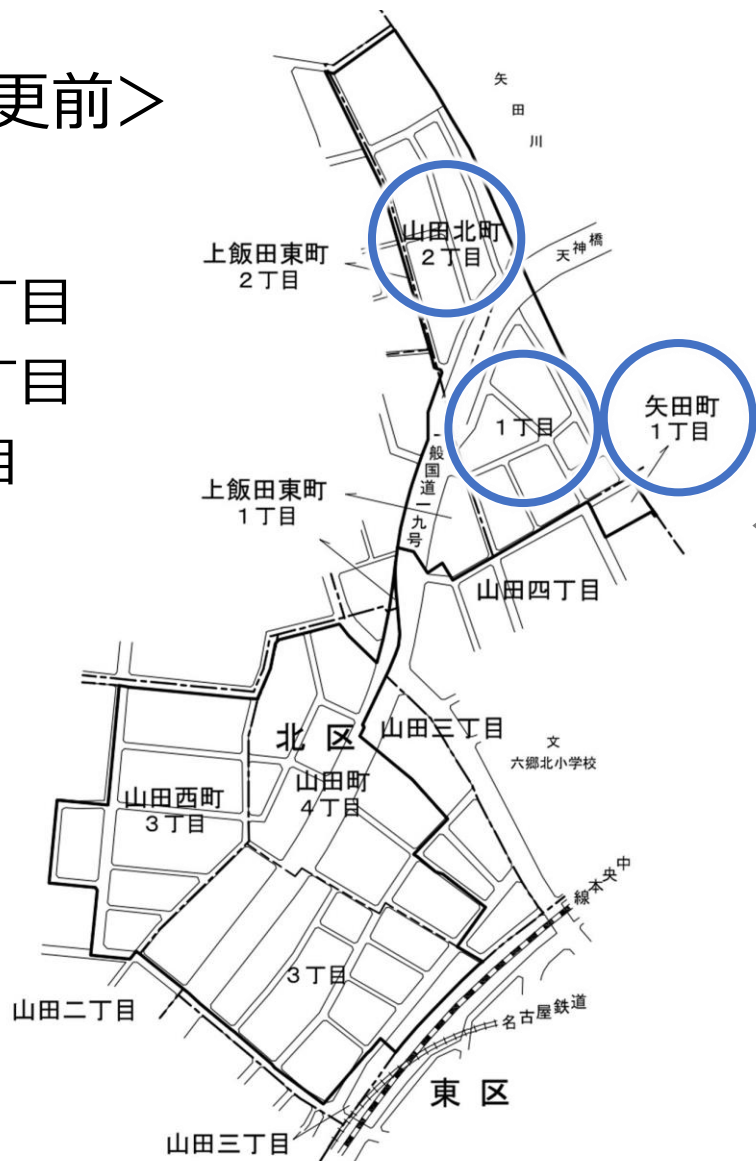 更前＞
丁目
丁目
目
矢田川
山田北町
2丁目
上飯田東町
2丁目
天神橋
矢田町
1丁目
1丁目
一般国道一九号
上飯田東町
1丁目
山田四丁目
北区
山田三丁目
文
六郷北小学校
山田町
4丁目
山田西町
3丁目
中央本線
3丁目
山田二丁目
名古屋鉄道
東区
山田三丁目